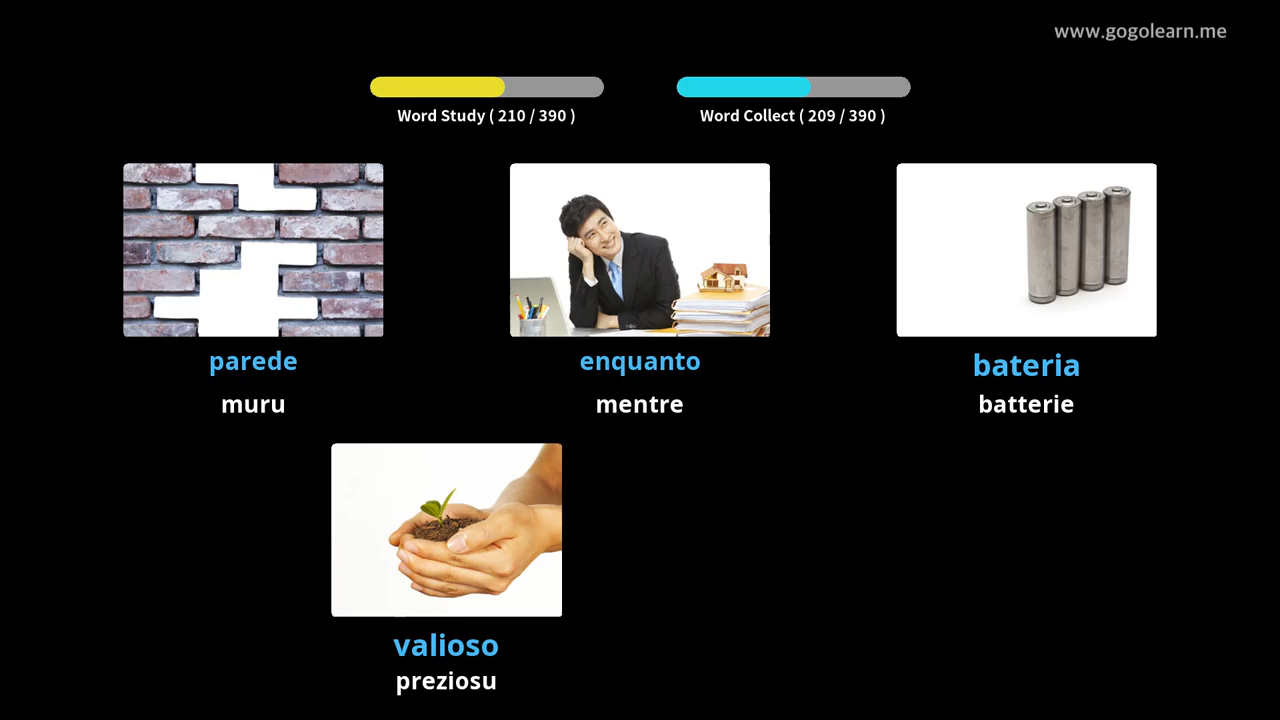 www.gogolearn.me
Word Study ( 210 / 390 )
Word Collect ( 209 / 390 )
parede
muru
enquanto
mentre
bateria
batterie
valioso
preziosu